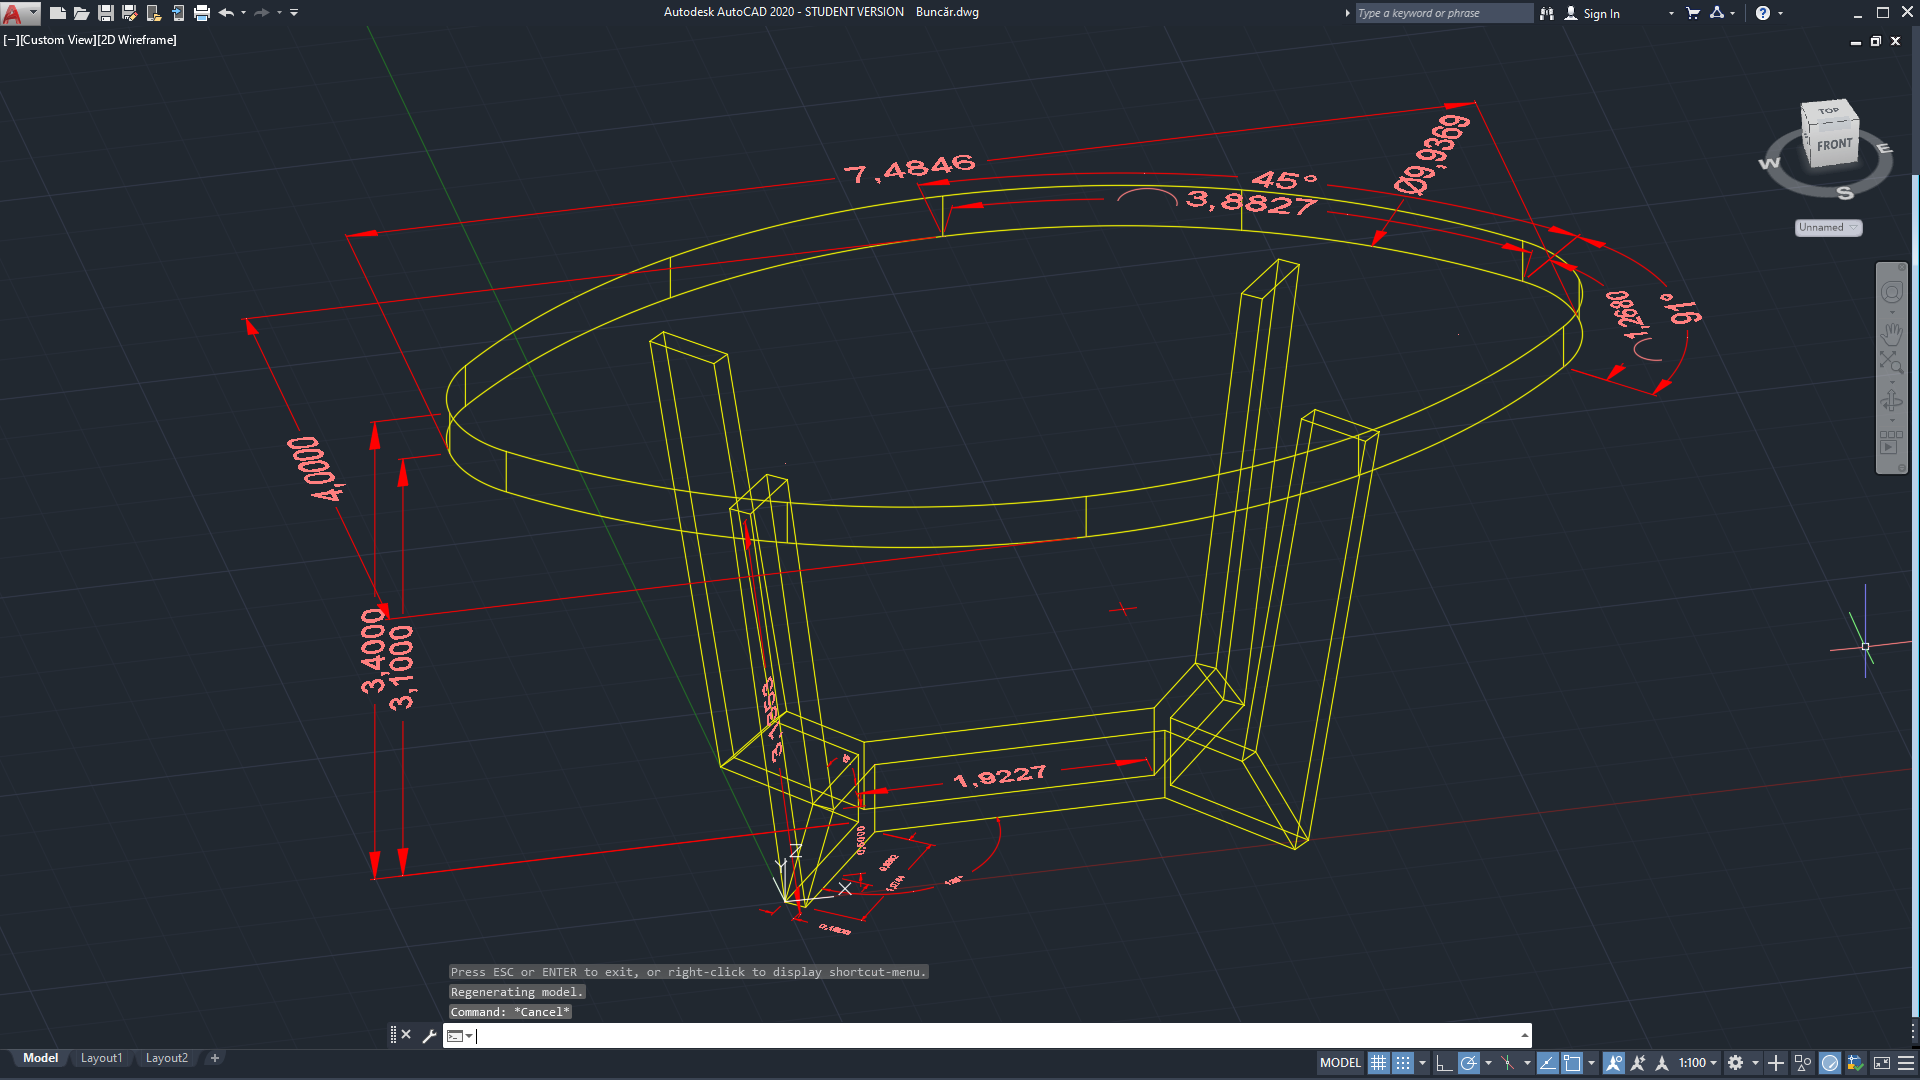 Autodesk AutoCAD 2020 - STUDENT VERSION Buncăr.dwg
Type a keyword or phrase
Sign In
[−][Custom View][2D Wireframe]
TOP
FRONT
W
E
S
Unnamed
7,4846
45°
3,8827
Ø9,9369
91°
1,2680
4,0000
3,4000
3,1000
1,9227
0,5000
Z
Y
X
Press ESC or ENTER to exit, or right-click to display shortcut-menu.
Regenerating model.
Command: *Cancel*
Model Layout1 Layout2 +
MODEL
1:100